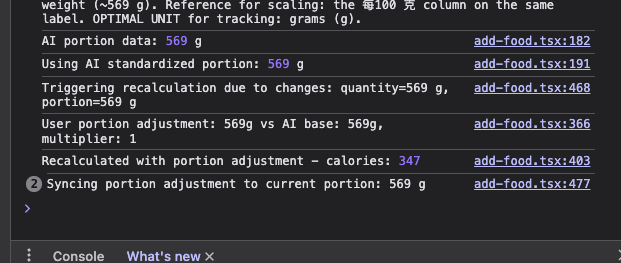 weight (~569 g). Reference for scaling: the 每100 克 column on the same
label. OPTIMAL UNIT for tracking: grams (g).
AI portion data: 569 g add-food.tsx:182
Using AI standardized portion: 569 g add-food.tsx:191
Triggering recalculation due to changes: quantity=569 g, add-food.tsx:468
portion=569 g
User portion adjustment: 569g vs AI base: 569g, add-food.tsx:366
multiplier: 1
Recalculated with portion adjustment – calories: 347 add-food.tsx:403
2 Syncing portion adjustment to current portion: 569 g add-food.tsx:477
>
Console What's new ×